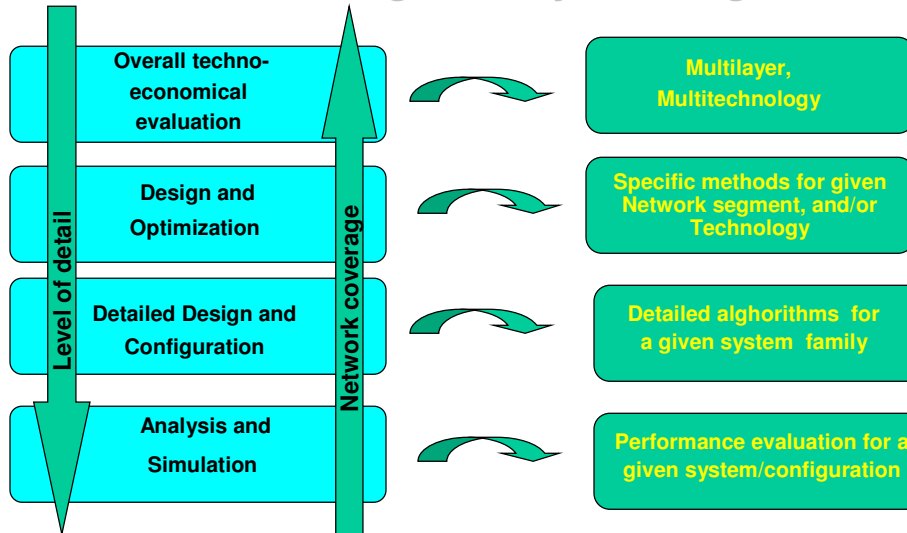 Overall techno-
economical
evaluation
Multilayer,
Multitechnology
Design and
Optimization
Specific methods for given
Network segment, and/or
Technology
Detailed Design and
Configuration
Detailed alghorithms for
a given system family
Analysis and
Simulation
Performance evaluation for a
given system/configuration
Level of detail
Network coverage